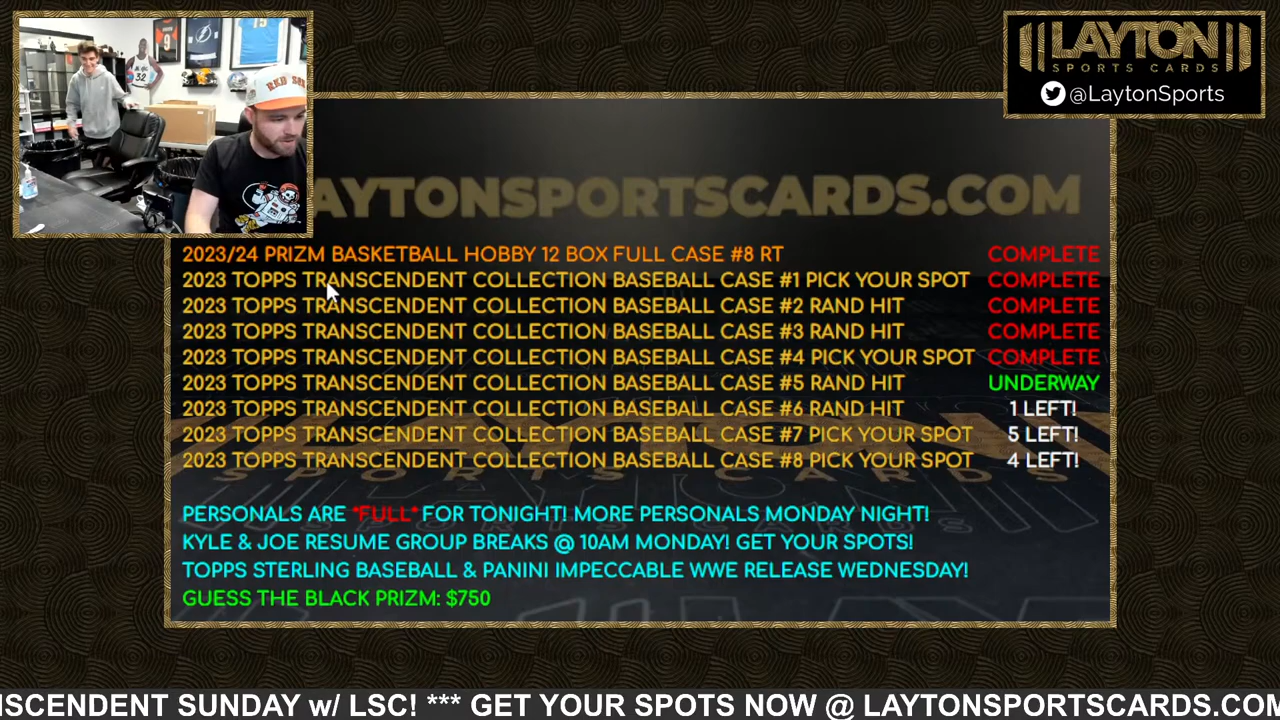 LAYTON
SPORTS CARDS
@LaytonSports
32
LAYTONSPORTSCARDS.COM
2023/24 PRIZM BASKETBALL HOBBY 12 BOX FULL CASE #8 RT COMPLETE
2023 TOPPS TRANSCENDENT COLLECTION BASEBALL CASE #1 PICK YOUR SPOT COMPLETE
2023 TOPPS TRANSCENDENT COLLECTION BASEBALL CASE #2 RAND HIT COMPLETE
2023 TOPPS TRANSCENDENT COLLECTION BASEBALL CASE #3 RAND HIT COMPLETE
2023 TOPPS TRANSCENDENT COLLECTION BASEBALL CASE #4 PICK YOUR SPOT COMPLETE
2023 TOPPS TRANSCENDENT COLLECTION BASEBALL CASE #5 RAND HIT UNDERWAY
2023 TOPPS TRANSCENDENT COLLECTION BASEBALL CASE #6 RAND HIT 1 LEFT!
2023 TOPPS TRANSCENDENT COLLECTION BASEBALL CASE #7 PICK YOUR SPOT 5 LEFT!
2023 TOPPS TRANSCENDENT COLLECTION BASEBALL CASE #8 PICK YOUR SPOT 4 LEFT!
SPORTS CARDS
PERSONALS ARE *FULL* FOR TONIGHT! MORE PERSONALS MONDAY NIGHT!
KYLE & JOE RESUME GROUP BREAKS @ 10AM MONDAY! GET YOUR SPOTS!
TOPPS STERLING BASEBALL & PANINI IMPECCABLE WWE RELEASE WEDNESDAY!
GUESS THE BLACK PRIZM: $750
NSCENDENT SUNDAY w/ LSC! *** GET YOUR SPOTS NOW @ LAYTONSPORTSCARDS.COM